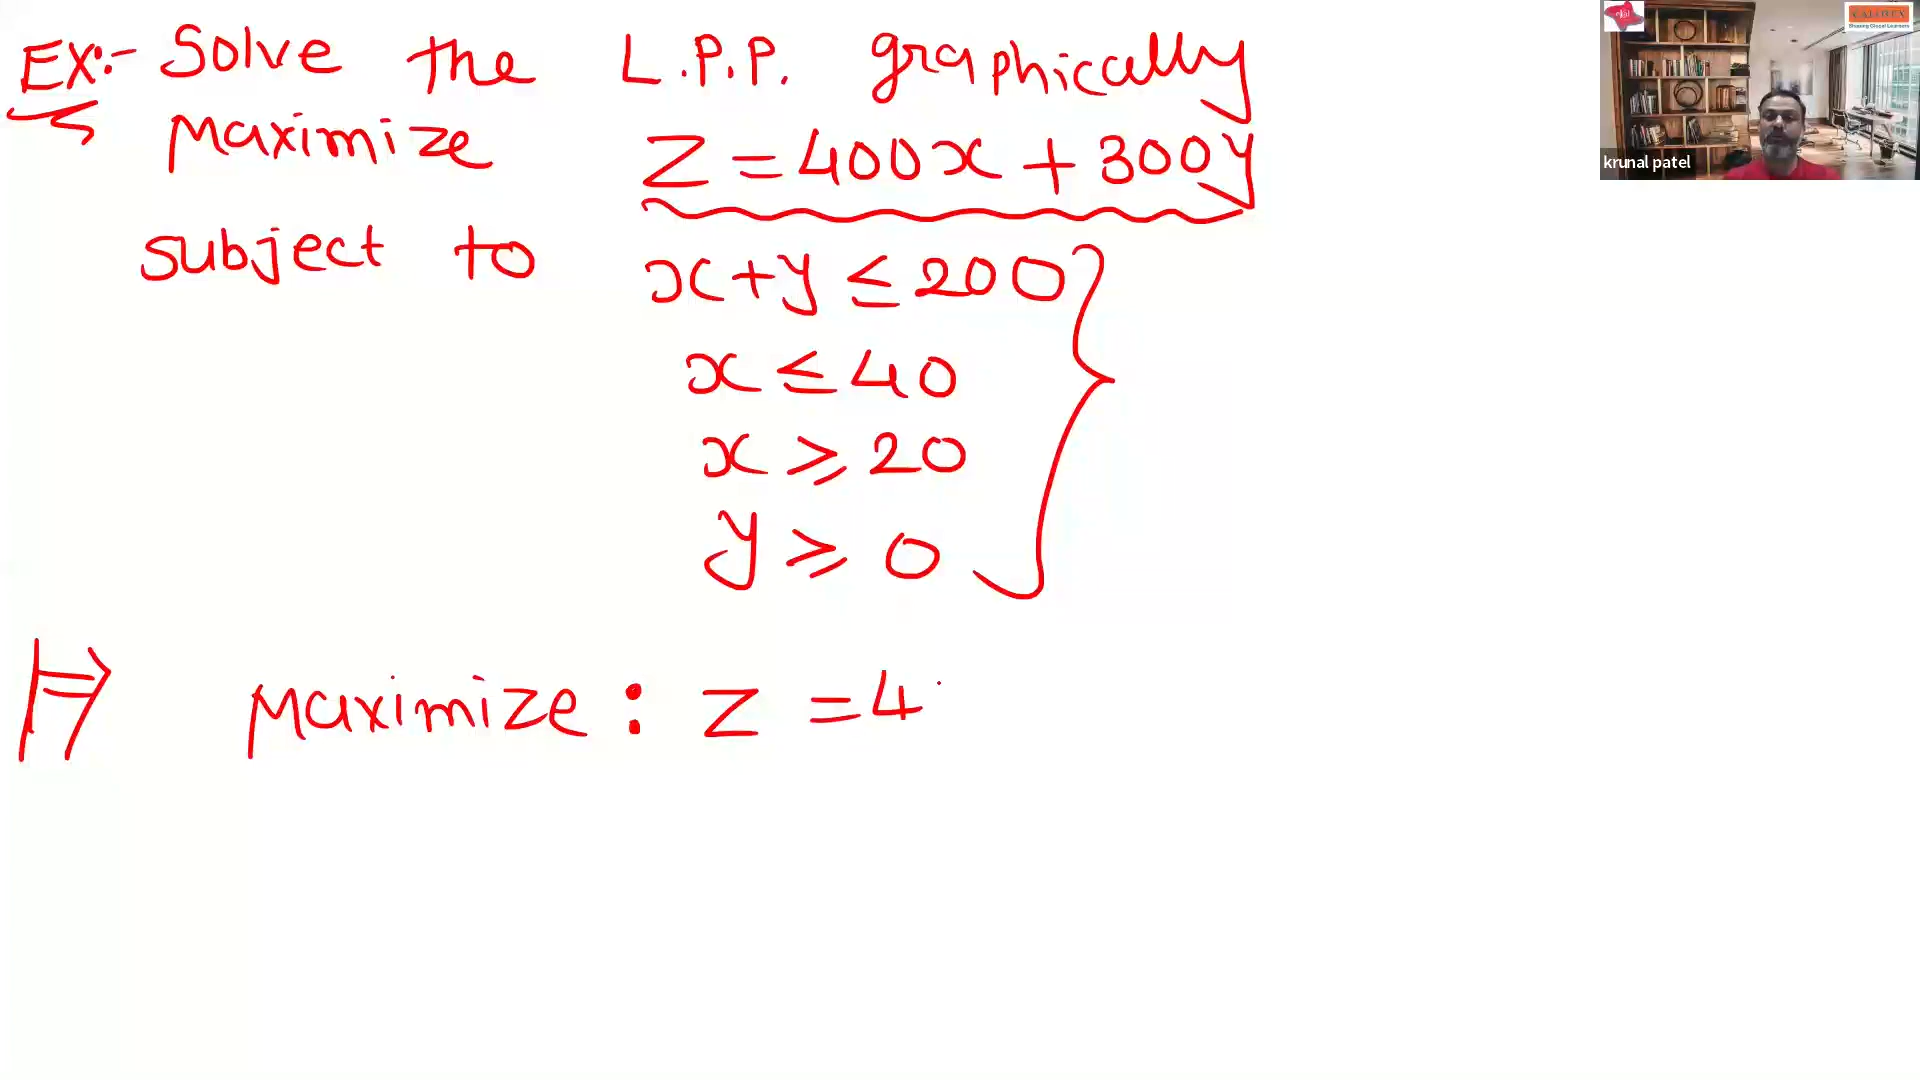 Ex:- Solve the L.P.P. graphically
Maximize Z = 400x + 300y
subject to x+y ≤ 200
x ≤ 40
x ≥ 20
y ≥ 0
Maximize : Z = 4
krunal patel